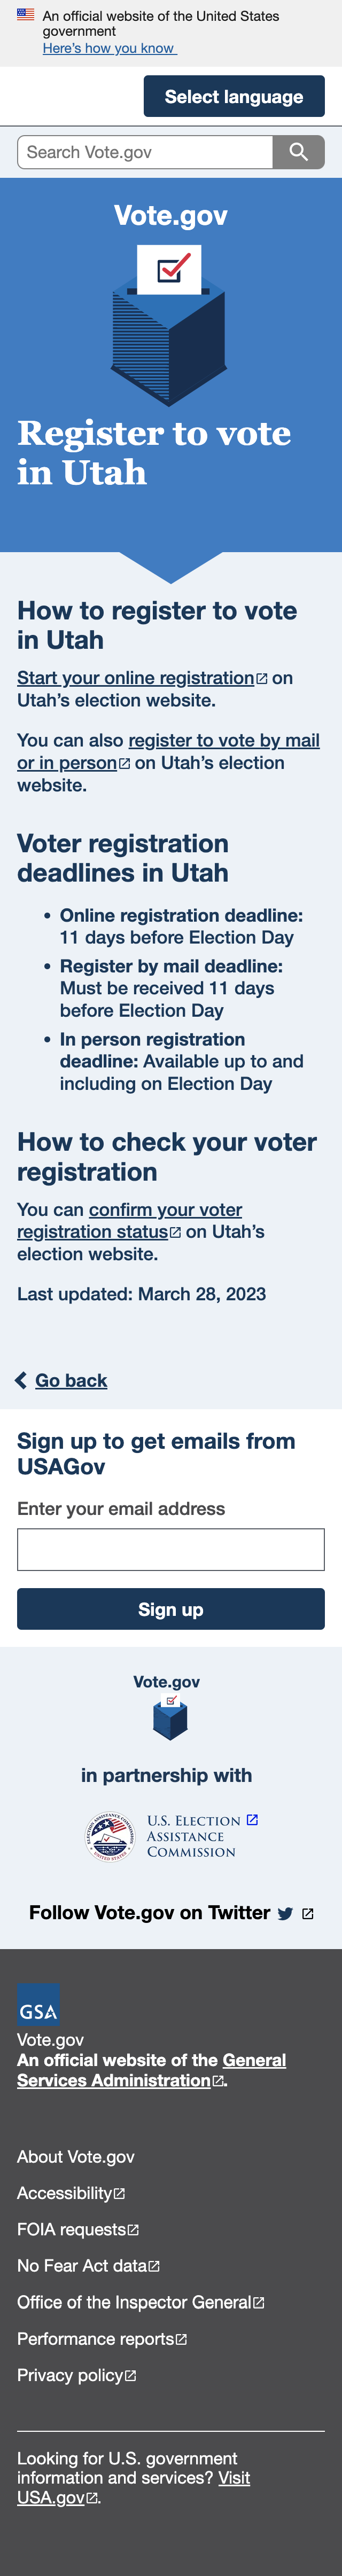 An official website of the United States
government
Here's how you know
Select language
Search Vote.gov
Vote.gov
Register to vote
in Utah
How to register to vote
in Utah
Start your online registration on
Utah's election website.
You can also register to vote by mail
or in person on Utah's election
website.
Voter registration
deadlines in Utah
• Online registration deadline:
11 days before Election Day
• Register by mail deadline:
Must be received 11 days
before Election Day
• In person registration
deadline: Available up to and
including on Election Day
How to check your voter
registration
You can confirm your voter
registration status on Utah's
election website.
Last updated: March 28, 2023
Go back
Sign up to get emails from
USAGov
Enter your email address
Sign up
Vote.gov
in partnership with
U.S. ELECTION
ASSISTANCE
COMMISSION
Follow Vote.gov on Twitter
GSA
Vote.gov
An official website of the General
Services Administration.
About Vote.gov
Accessibility
FOIA requests
No Fear Act data
Office of the Inspector General
Performance reports
Privacy policy
Looking for U.S. government
information and services? Visit
USA.gov.